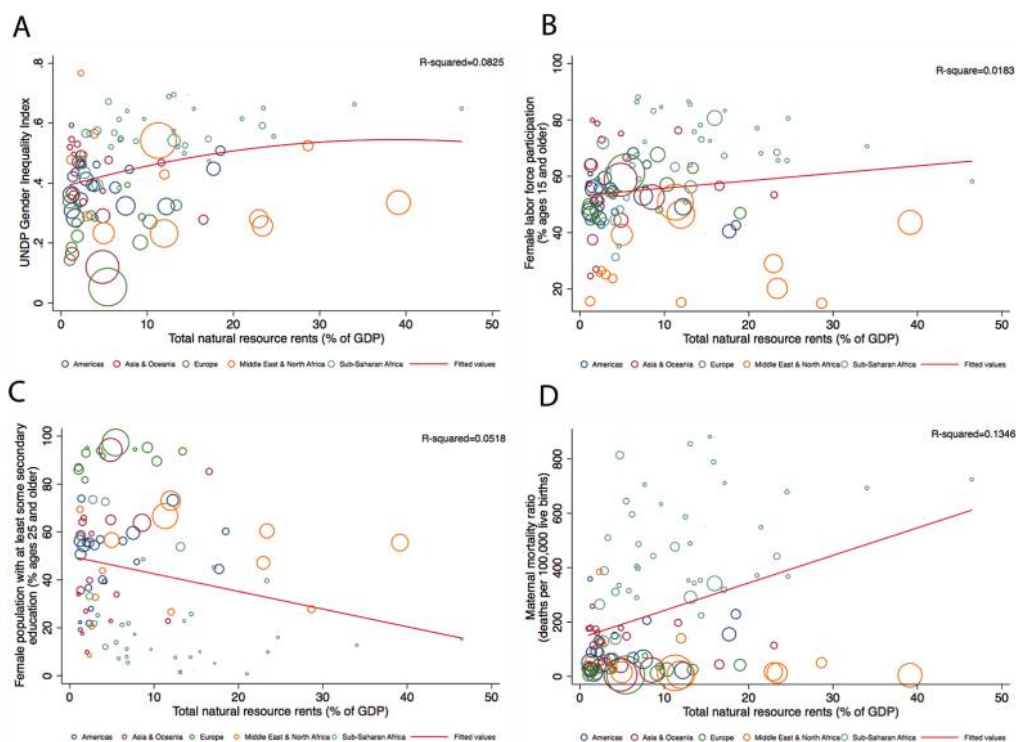 A
R-squared=0.0825
UNDP Gender Inequality Index
.8
.6
.4
.2
0
0 10 20 30 40 50
Total natural resource rents (% of GDP)
Americas Asia & Oceania Europe Middle East & North Africa Sub-Saharan Africa Fitted values
B
R-square=0.0183
Female labor force participation
(% ages 15 and older)
100
80
60
40
20
0 10 20 30 40 50
Total natural resource rents (% of GDP)
Americas Asia & Oceania Europe Middle East & North Africa Sub-Saharan Africa Fitted values
C
R-squared=0.0518
Female population with at least some secondary
education (% ages 25 and older)
100
80
60
40
20
0
0 10 20 30 40 50
Total natural resource rents (% of GDP)
Americas Asia & Oceania Europe Middle East & North Africa Sub-Saharan Africa Fitted values
D
R-squared=0.1346
Maternal mortality ratio
(deaths per 100,000 live births)
800
600
400
200
0
0 10 20 30 40 50
Total natural resource rents (% of GDP)
Americas Asia & Oceania Europe Middle East & North Africa Sub-Saharan Africa Fitted values